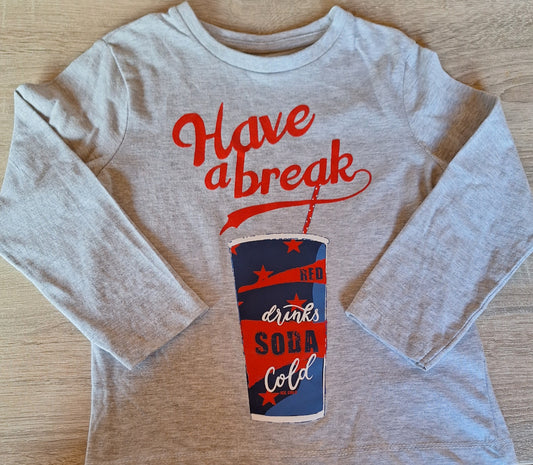 Have
a break
RED
drinks
SODA
Cold